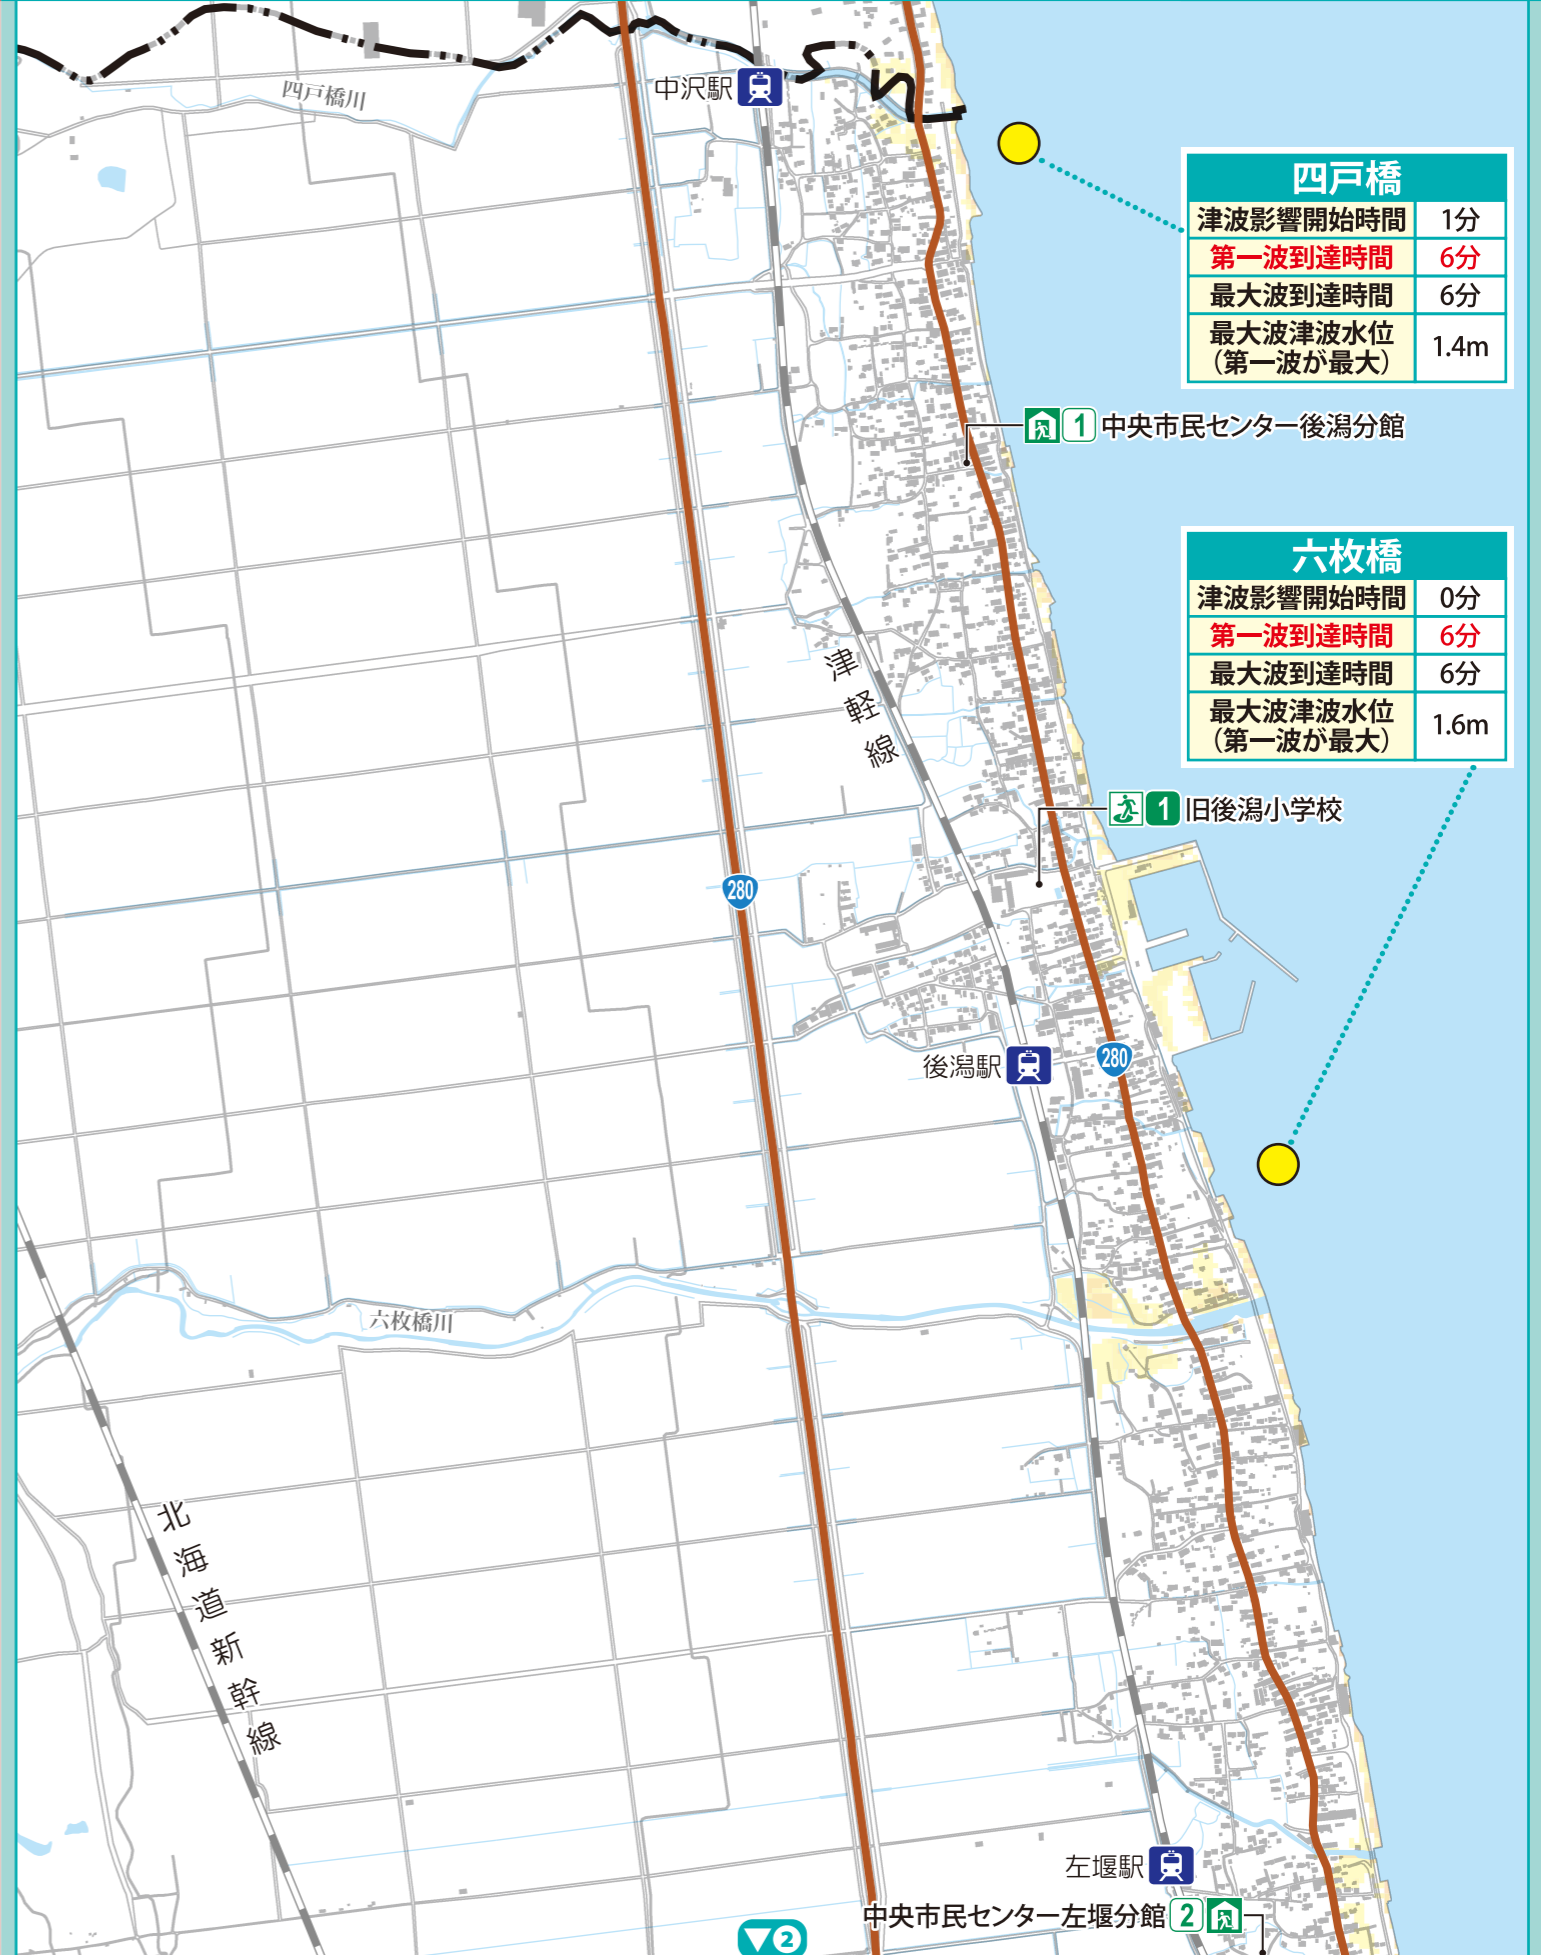 四戸橋川
中沢駅
四戸橋
津波影響開始時間 1分
第一波到達時間 6分
最大波到達時間 6分
最大波津波水位
(第一波が最大) 1.4m
1 中央市民センター後潟分館
六枚橋
津波影響開始時間 0分
第一波到達時間 6分
最大波到達時間 6分
最大波津波水位
(第一波が最大) 1.6m
津軽線
1 旧後潟小学校
280
後潟駅
280
六枚橋川
北海道新幹線
左堰駅
中央市民センター左堰分館 2
▼2